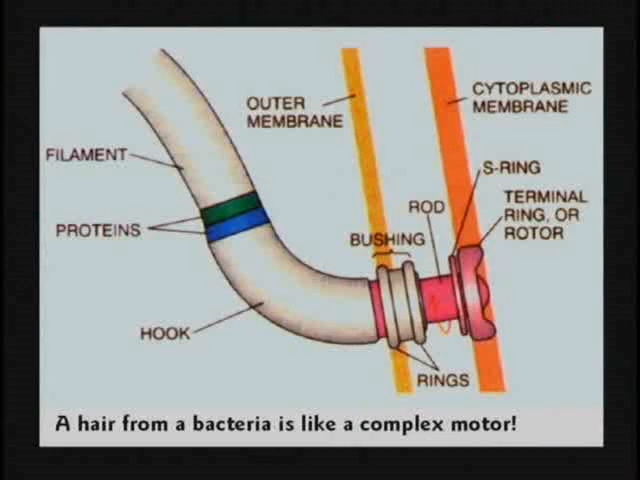 OUTER
MEMBRANE
CYTOPLASMIC
MEMBRANE
FILAMENT
S-RING
TERMINAL
RING, OR
ROTOR
ROD
PROTEINS
BUSHING
HOOK
RINGS
A hair from a bacteria is like a complex motor!